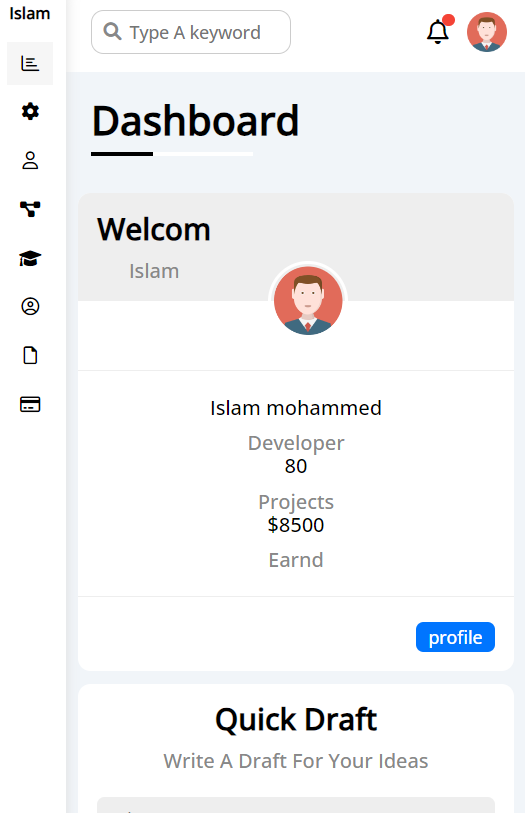 Islam
Type A keyword
Dashboard
Welcom
Islam
Islam mohammed
Developer
80
Projects
$8500
Earnd
profile
Quick Draft
Write A Draft For Your Ideas